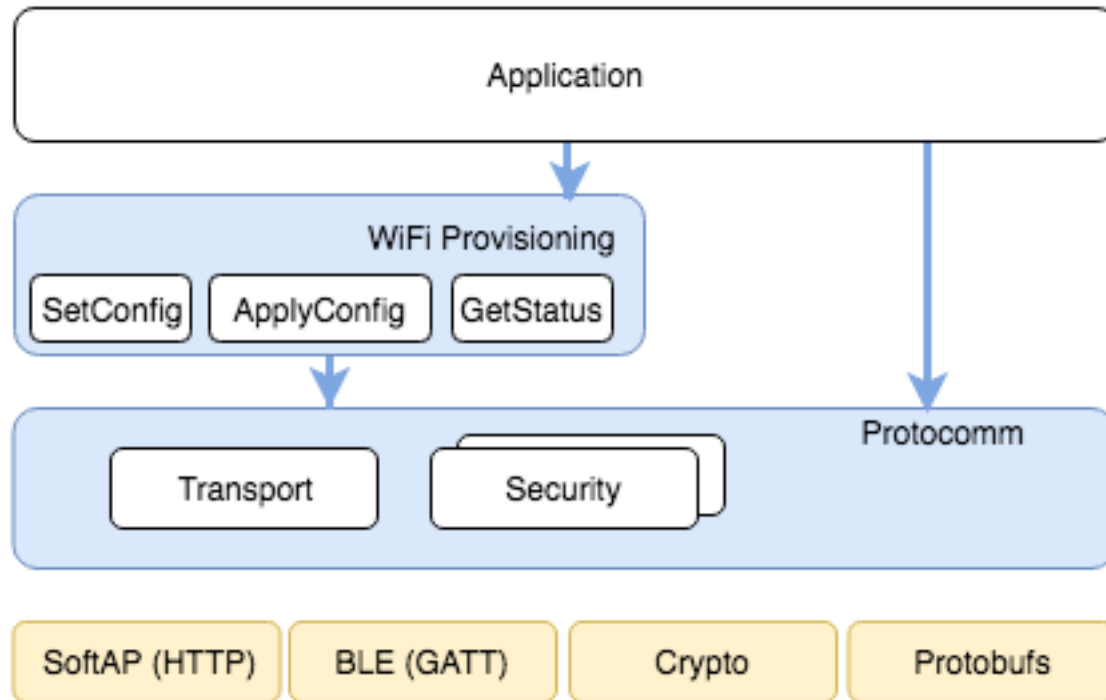 Application
WiFi Provisioning
SetConfig
ApplyConfig
GetStatus
Protocomm
Transport
Security
SoftAP (HTTP)
BLE (GATT)
Crypto
Protobufs